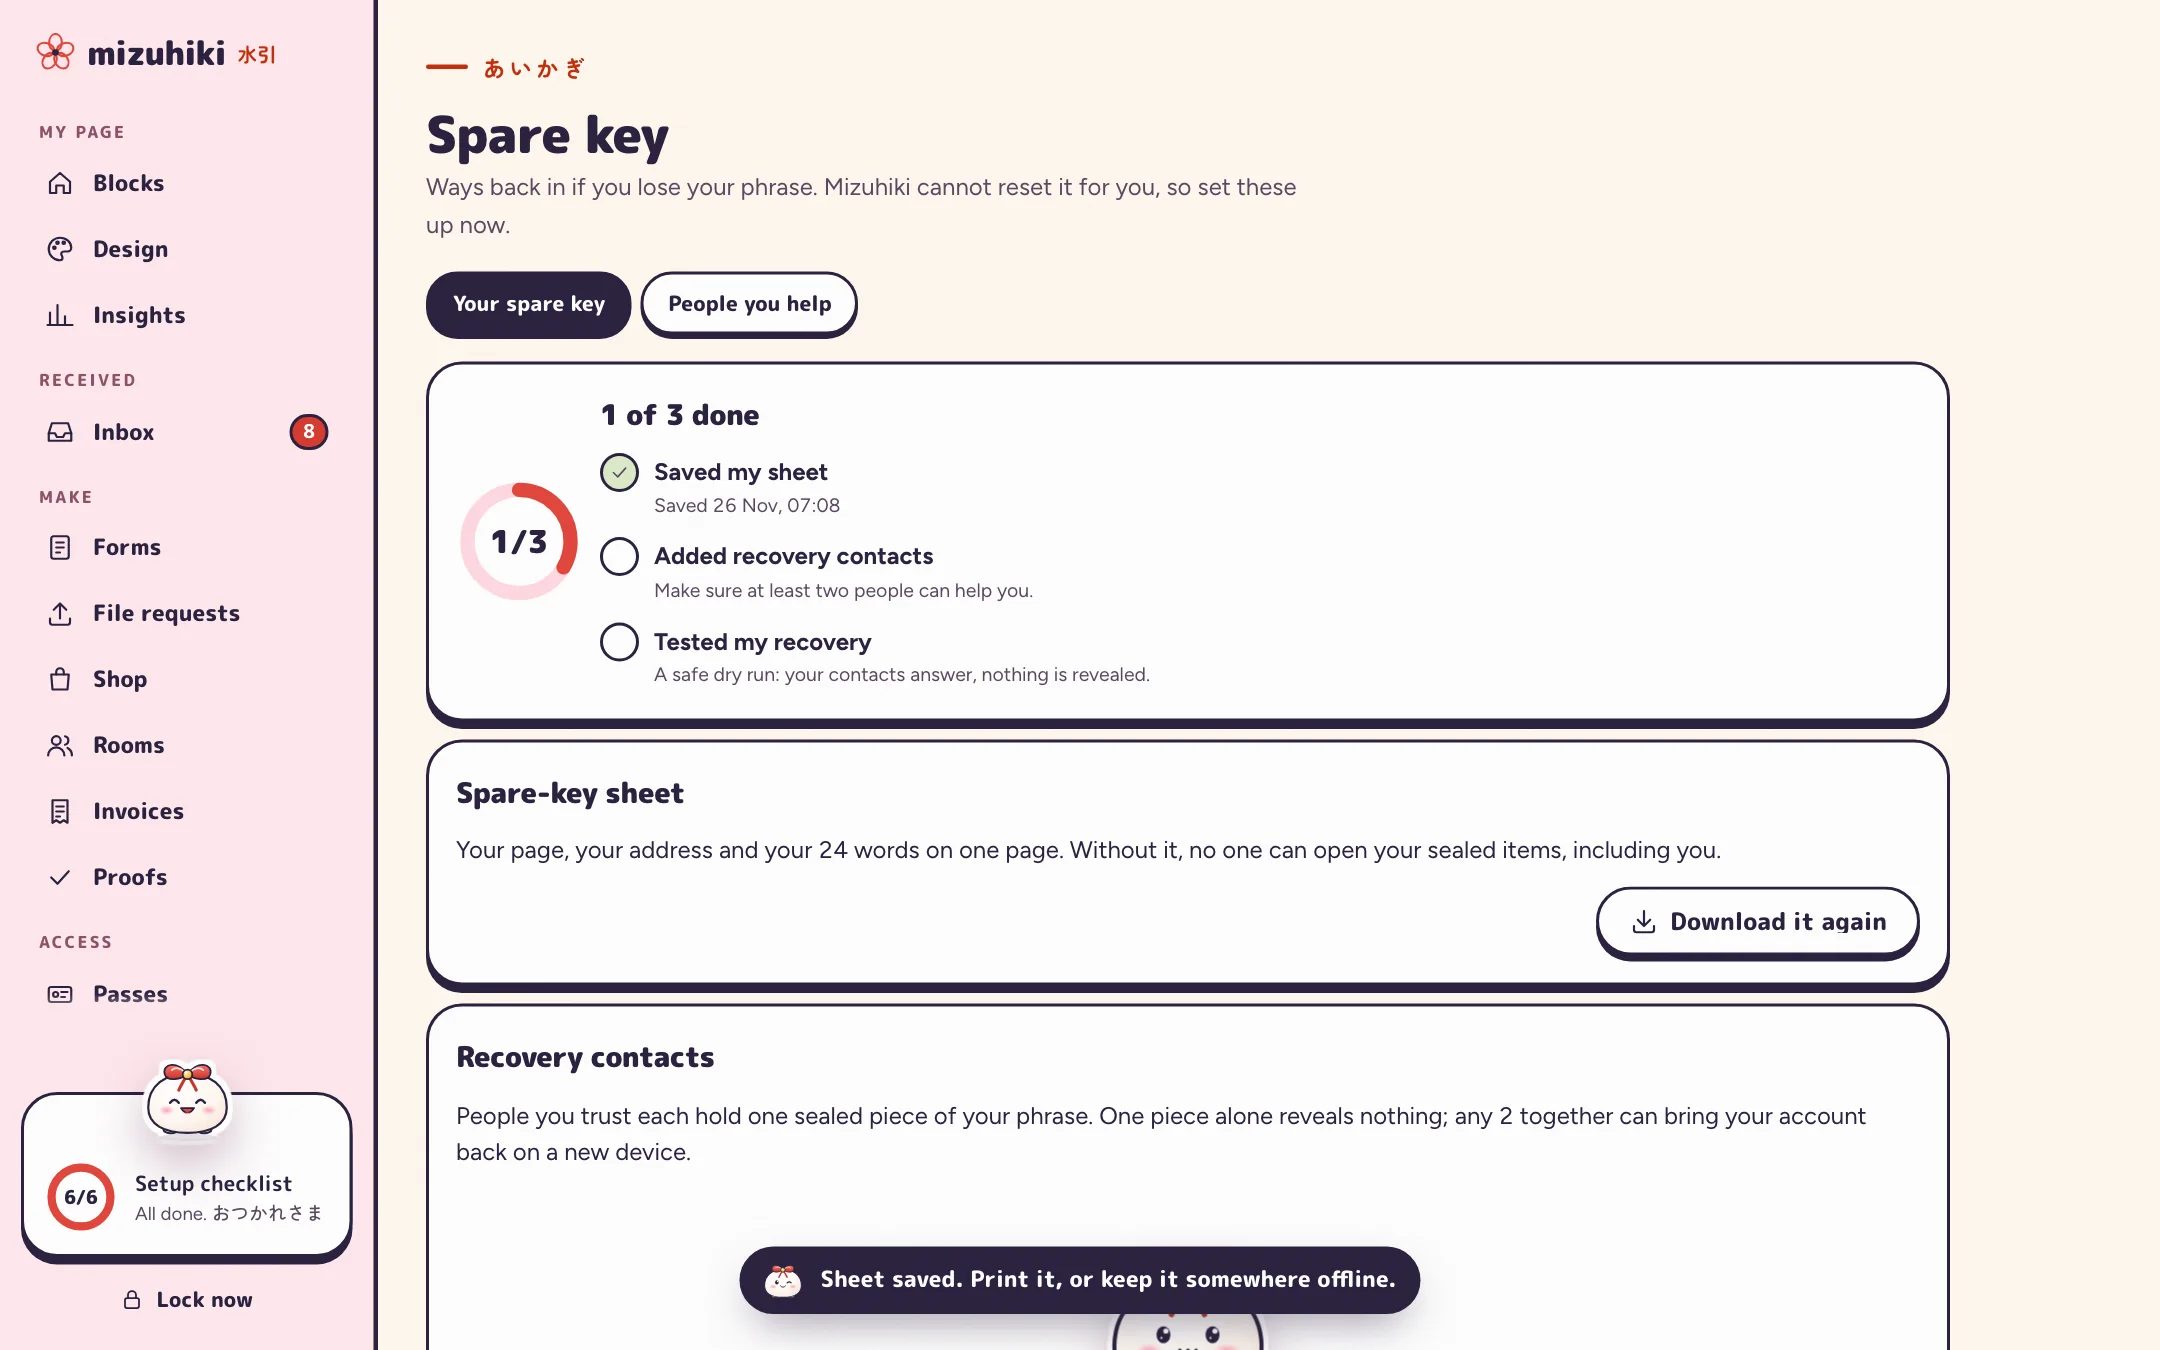 mizuhiki 水引
MY PAGE
Blocks
Design
Insights
RECEIVED
Inbox 8
MAKE
Forms
File requests
Shop
Rooms
Invoices
Proofs
ACCESS
Passes
6/6
Setup checklist
All done. おつかれさま
Lock now
あいかぎ
Spare key
Ways back in if you lose your phrase. Mizuhiki cannot reset it for you, so set these
up now.
Your spare key
People you help
1/3
1 of 3 done
Saved my sheet
Saved 26 Nov, 07:08
Added recovery contacts
Make sure at least two people can help you.
Tested my recovery
A safe dry run: your contacts answer, nothing is revealed.
Spare-key sheet
Your page, your address and your 24 words on one page. Without it, no one can open your sealed items, including you.
Download it again
Recovery contacts
People you trust each hold one sealed piece of your phrase. One piece alone reveals nothing; any 2 together can bring your account
back on a new device.
Sheet saved. Print it, or keep it somewhere offline.